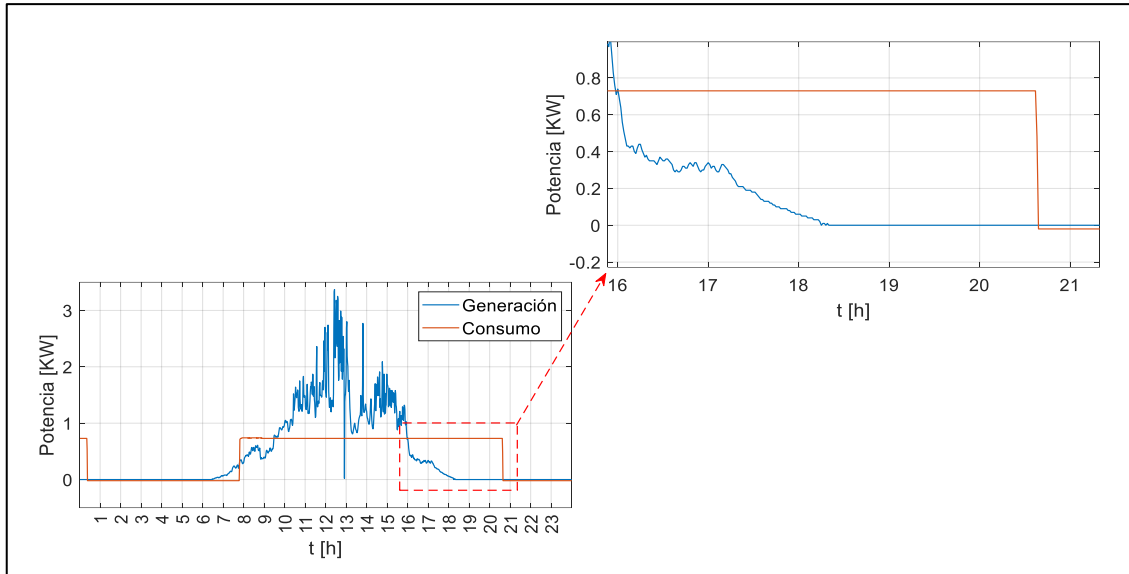 Potencia [KW]
0.8
0.6
0.4
0.2
0
-0.2
16 17 18 19 20 21
t [h]
Potencia [KW]
3
2
1
0
Generación
Consumo
1 2 3 4 5 6 7 8 9 10 11 12 13 14 15 16 17 18 19 20 21 22 23
t [h]